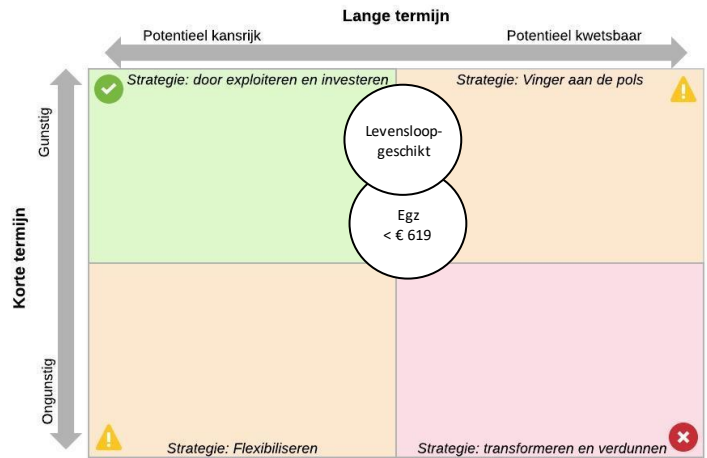 Lange termijn
Potentieel kansrijk
Potentieel kwetsbaar
Strategie: door exploiteren en investeren
Strategie: Vinger aan de pols
Gunstig
Levensloop-
geschikt
Egz
< € 619
Korte termijn
Ongunstig
Strategie: Flexibiliseren
Strategie: transformeren en verdunnen